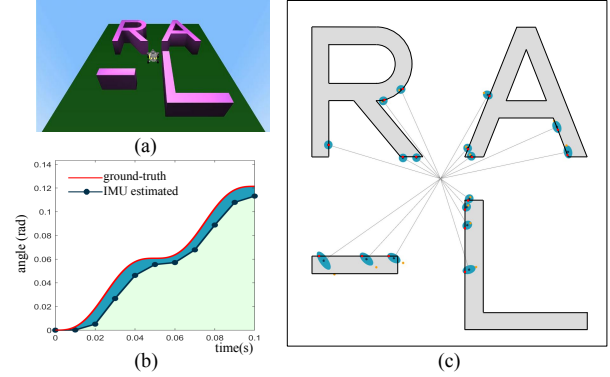 R A
- L
(a)
0.14
0.12
0.10
0.08
0.06
0.04
0.02
0
ground-truth
IMU estimated
angle (rad)
0 0.02 0.04 0.06 0.08 0.1
time(s)
(b)
R A
- L
(c)